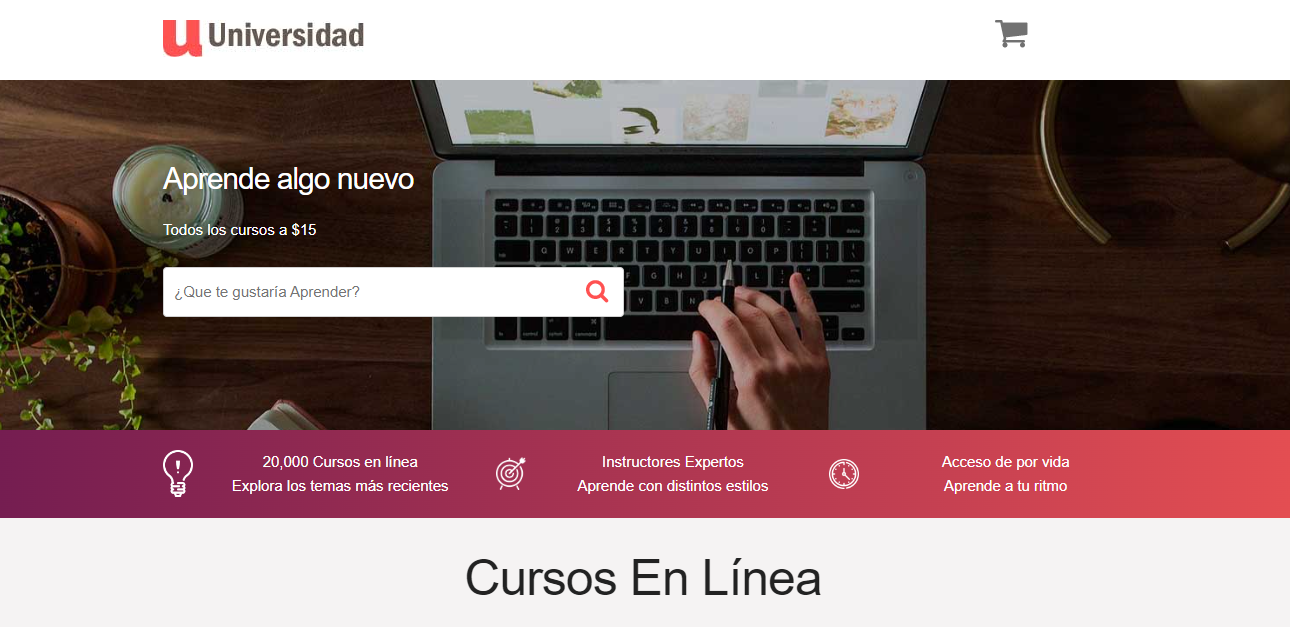 Universidad
Aprende algo nuevo
Todos los cursos a $15
¿Que te gustaría Aprender?
20,000 Cursos en línea
Explora los temas más recientes
Instructores Expertos
Aprende con distintos estilos
Acceso de por vida
Aprende a tu ritmo
Cursos En Línea